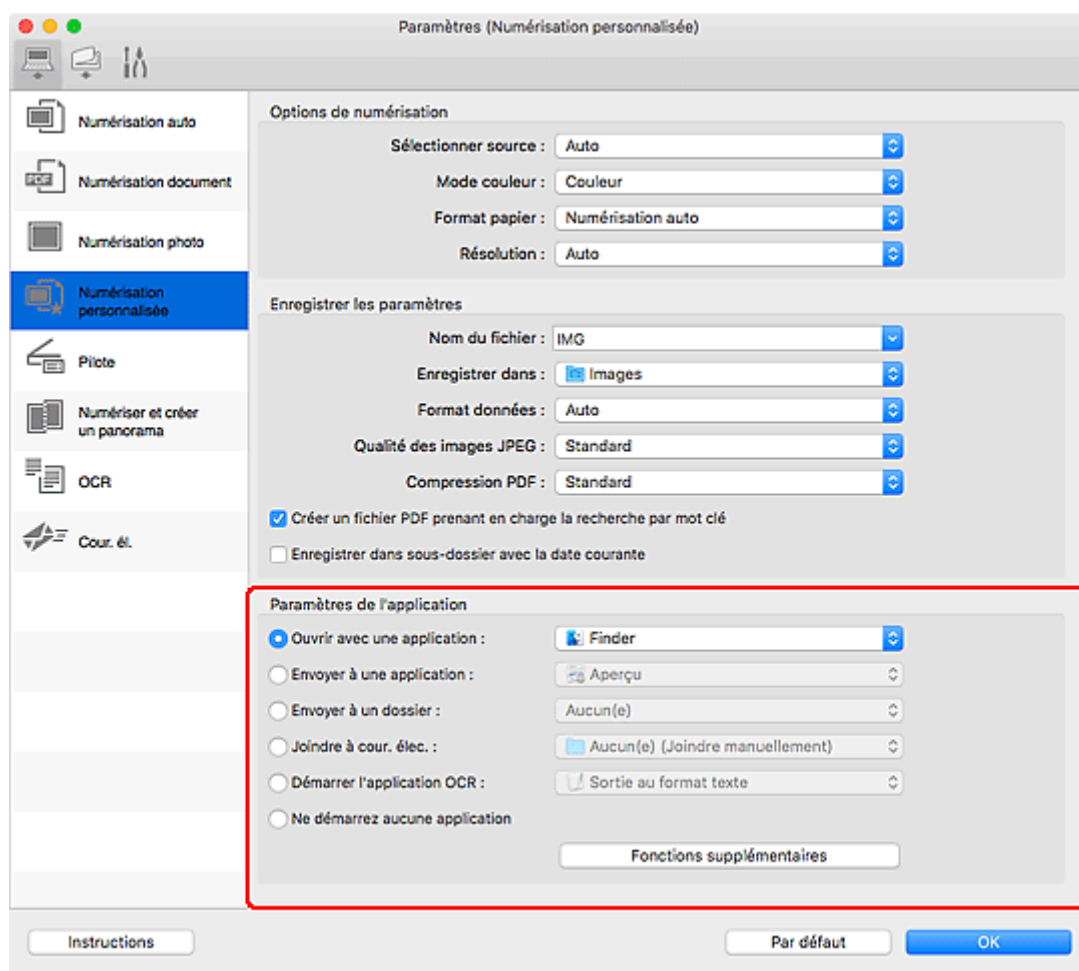 Paramètres (Numérisation personnalisée)
Numérisation auto
PDF
Numérisation document
Numérisation photo
Numérisation
personnalisée
Pilote
Numériser et créer
un panorama
OCR
Cour. él.
Options de numérisation
Sélectionner source : Auto
Mode couleur : Couleur
Format papier : Numérisation auto
Résolution : Auto
Enregistrer les paramètres
Nom du fichier : IMG
Enregistrer dans : Images
Format données : Auto
Qualité des images JPEG : Standard
Compression PDF : Standard
Créer un fichier PDF prenant en charge la recherche par mot clé
Enregistrer dans sous-dossier avec la date courante
Paramètres de l'application
Ouvrir avec une application : Finder
Envoyer à une application : Aperçu
Envoyer à un dossier : Aucun(e)
Joindre à cour. élec. : Aucun(e) (Joindre manuellement)
Démarrer l'application OCR : Sortie au format texte
Ne démarrez aucune application
Fonctions supplémentaires
Instructions
Par défaut
OK